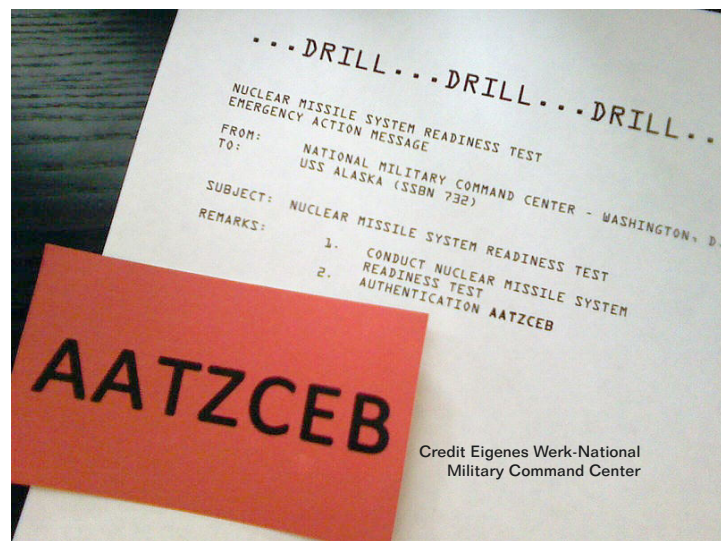 ...DRILL...DRILL...DRILL..
NUCLEAR MISSILE SYSTEM READINESS TEST
EMERGENCY ACTION MESSAGE
FROM: NATIONAL MILITARY COMMAND CENTER - WASHINGTON, D.
TO: USS ALASKA (SSBN 732)
SUBJECT: NUCLEAR MISSILE SYSTEM READINESS TEST
REMARKS: 1. CONDUCT NUCLEAR MISSILE SYSTEM
READINESS TEST
2. AUTHENTICATION AATZCEB
AATZCEB
Credit Eigenes Werk-National
Military Command Center